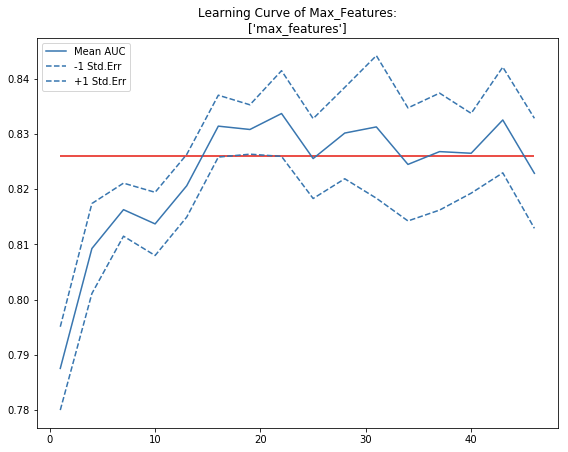 Learning Curve of Max_Features:
['max_features']
Mean AUC
-1 Std.Err
+1 Std.Err
0.84
0.83
0.82
0.81
0.80
0.79
0.78
0
10
20
30
40